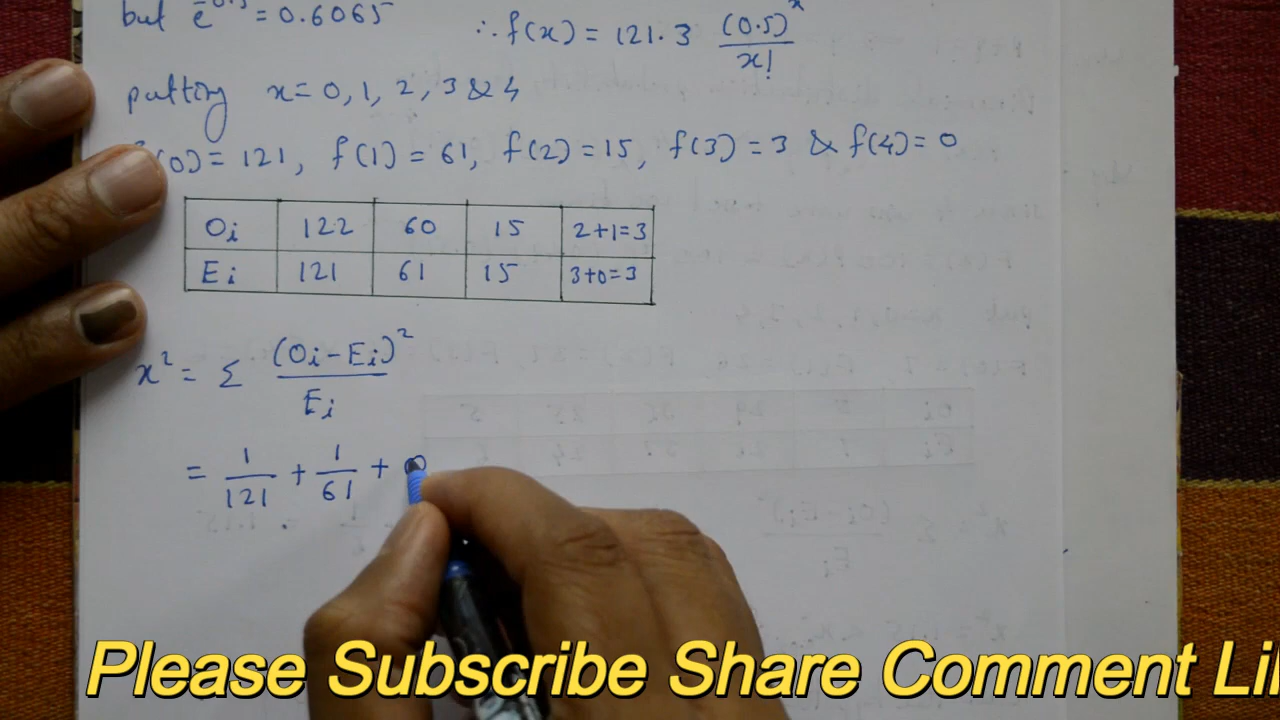 but e^-0.5 = 0.6065
∴ f(x) = 121.3 (0.5)^x / x!
putting x = 0, 1, 2, 3 & 4
f(0) = 121, f(1) = 61, f(2) = 15, f(3) = 3 & f(4) = 0
Oi 122 60 15 2+1=3
Ei 121 61 15 3+0=3
x² = Σ (Oi - Ei)² / Ei
= 1/121 + 1/61 + 0
Please Subscribe Share Comment Lik